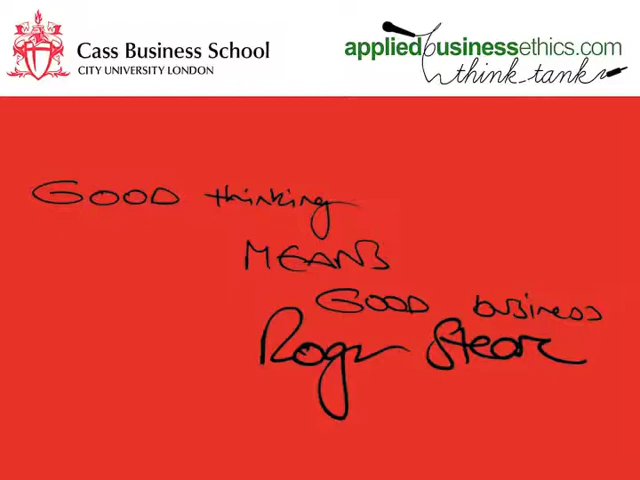 Cass Business School
CITY UNIVERSITY LONDON
appliedbusinessethics.com
think-tank
GOOD thinking
MEANS
GOOD business
Roger Steare